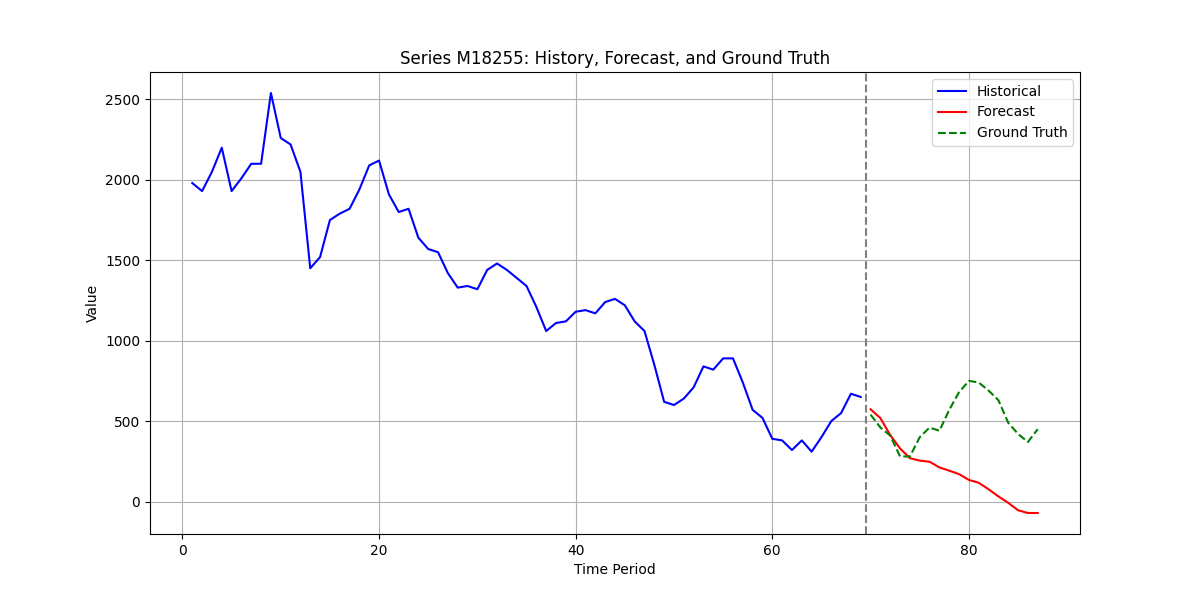 Series M18255: History, Forecast, and Ground Truth
Historical
Forecast
Ground Truth
2500
2000
1500
1000
500
0
Value
0 20 40 60 80
Time Period